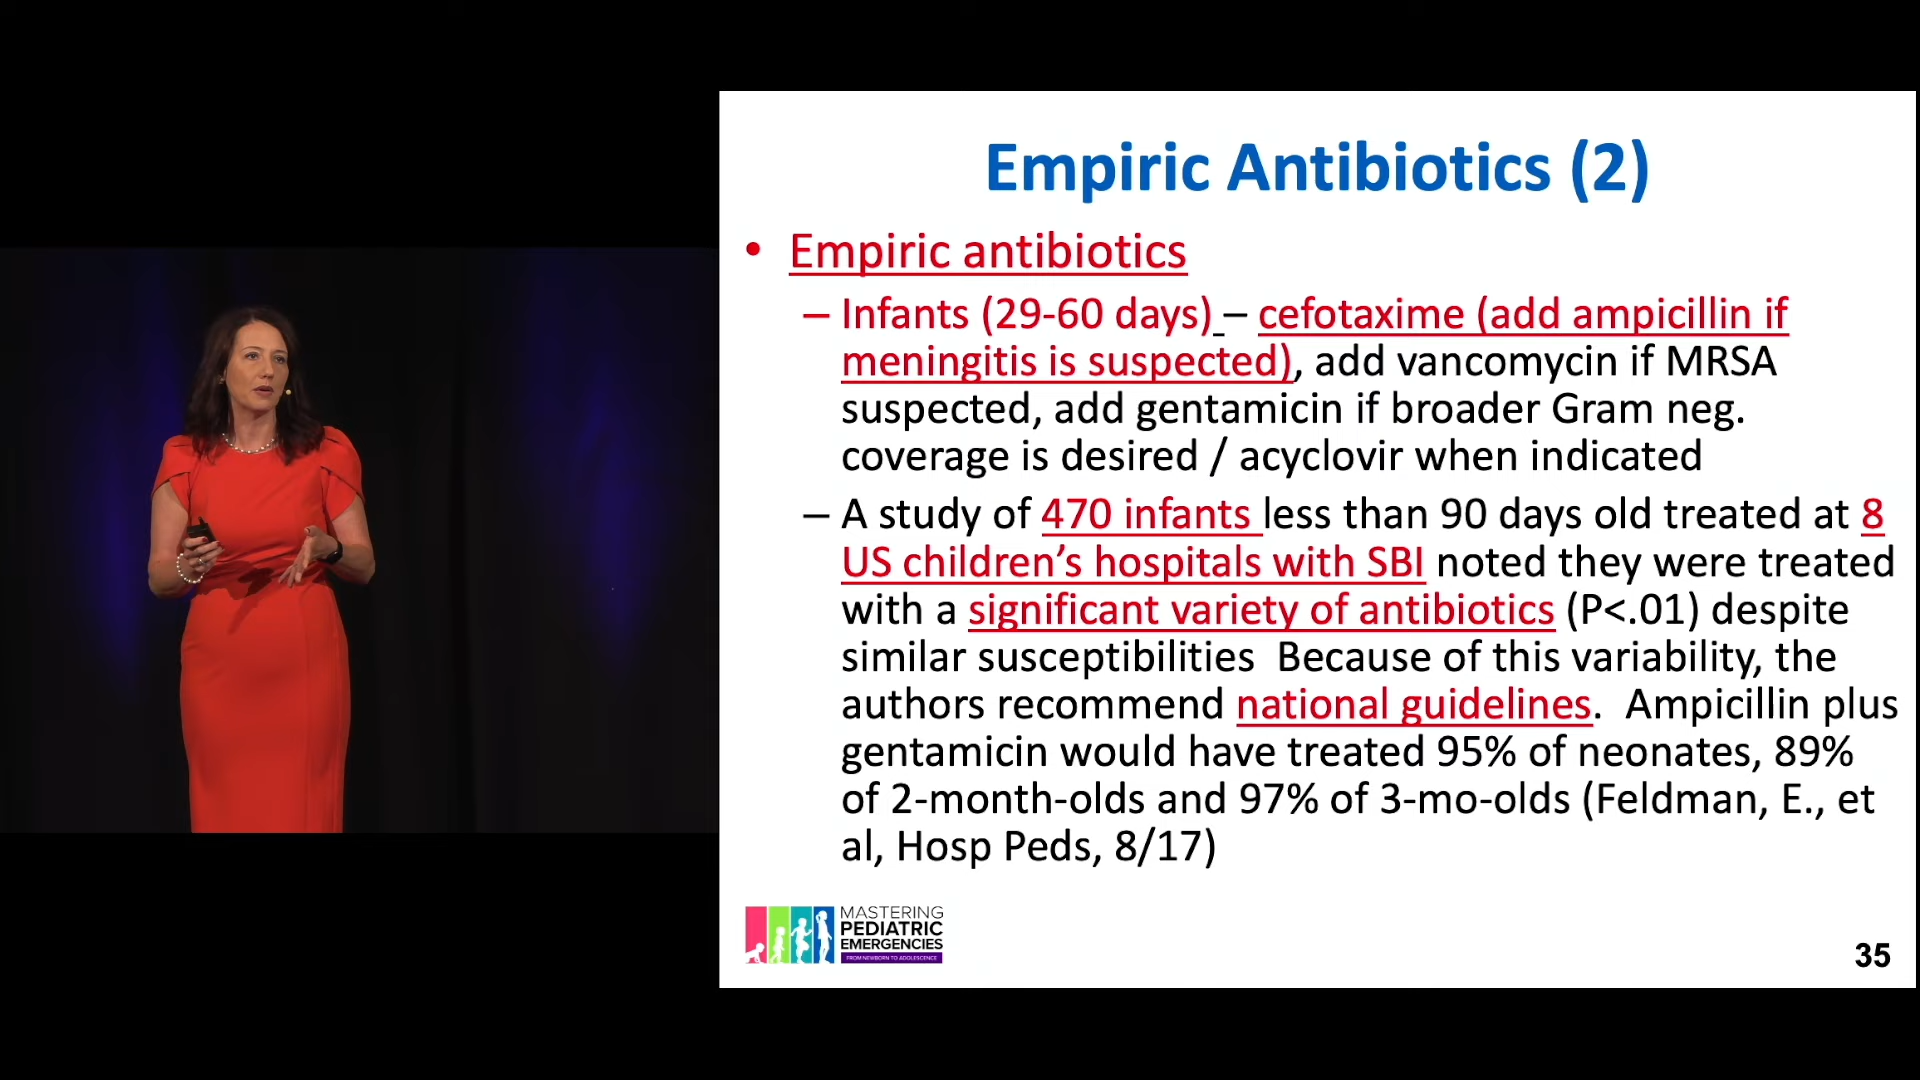 Empiric Antibiotics (2)
• Empiric antibiotics
– Infants (29-60 days) – cefotaxime (add ampicillin if
meningitis is suspected), add vancomycin if MRSA
suspected, add gentamicin if broader Gram neg.
coverage is desired / acyclovir when indicated
– A study of 470 infants less than 90 days old treated at 8
US children’s hospitals with SBI noted they were treated
with a significant variety of antibiotics (P<.01) despite
similar susceptibilities  Because of this variability, the
authors recommend national guidelines.  Ampicillin plus
gentamicin would have treated 95% of neonates, 89%
of 2-month-olds and 97% of 3-mo-olds (Feldman, E., et
al, Hosp Peds, 8/17)
MASTERING
PEDIATRIC
EMERGENCIES
FROM NEWBORN TO ADOLESCENCE
35